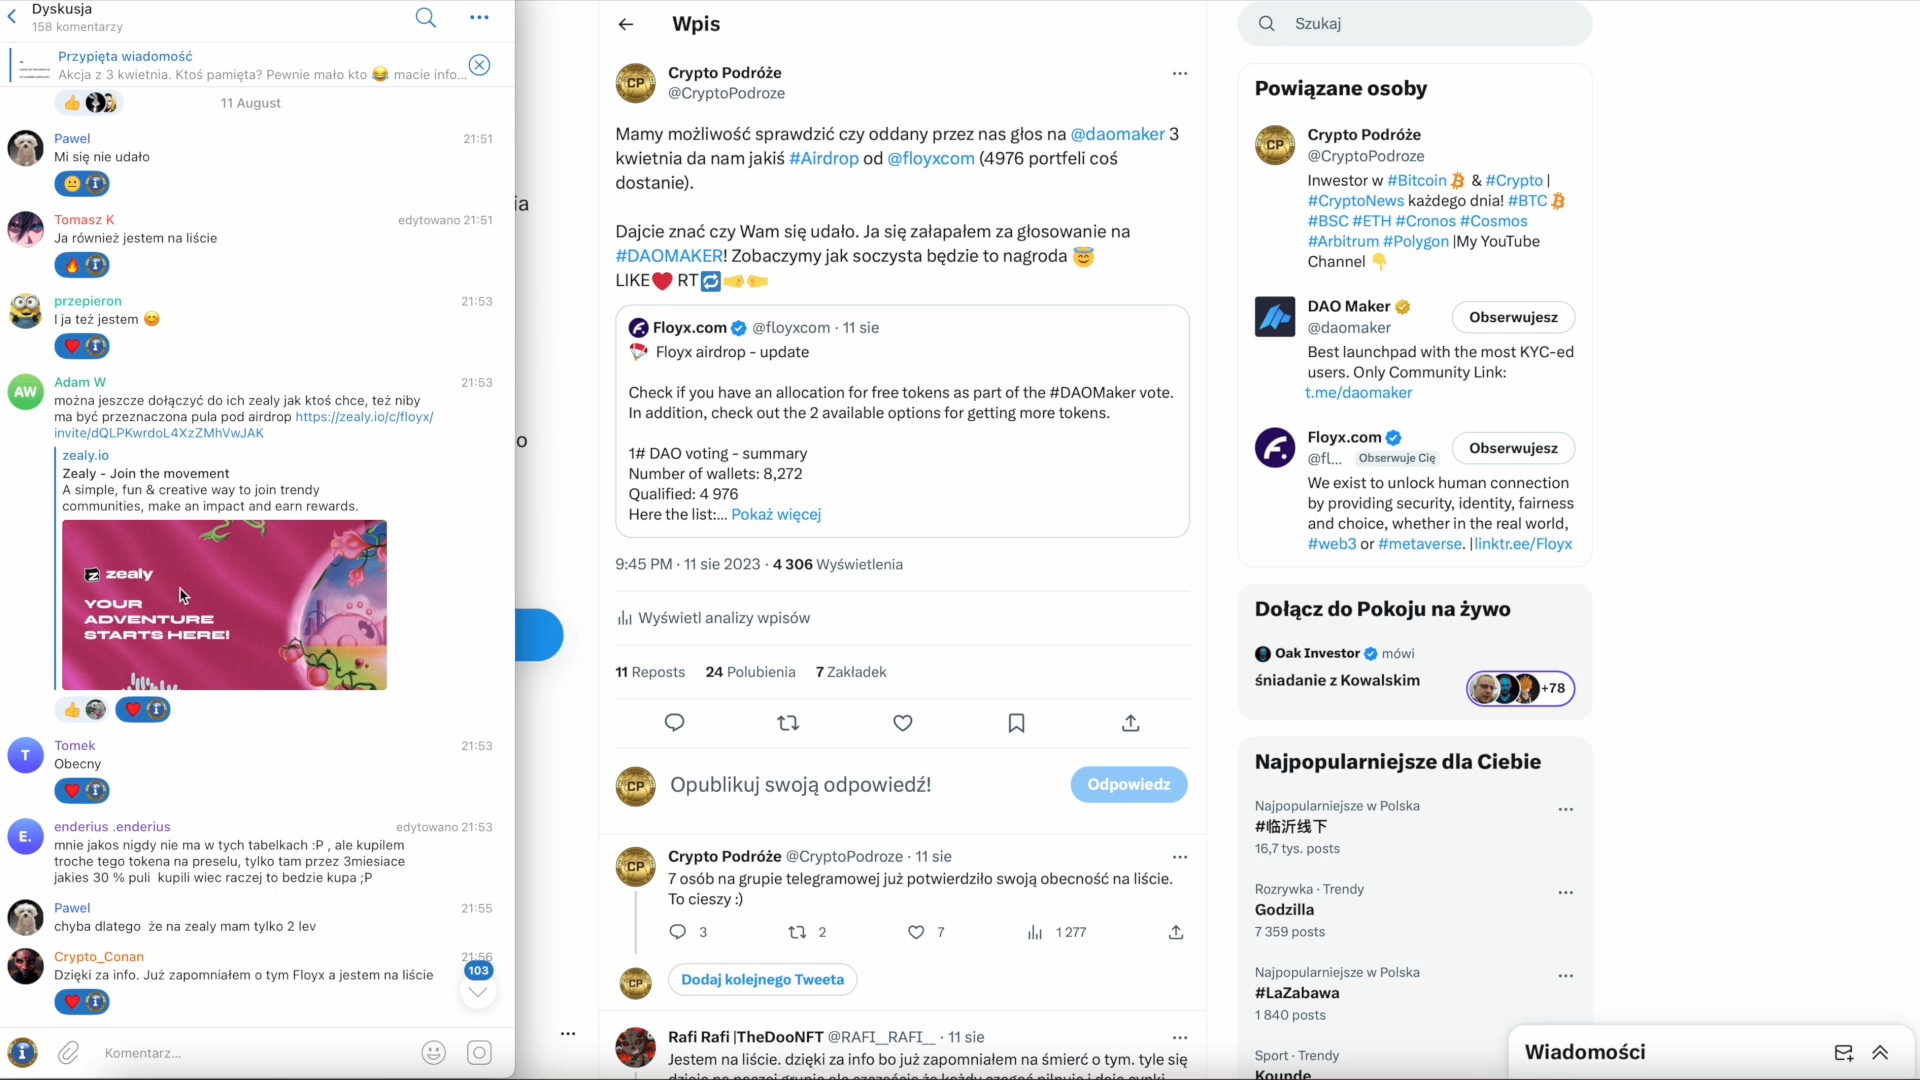 Dyskusja
158 komentarzy
Przypięta wiadomość
Akcja z 3 kwietnia. Ktoś pamięta? Pewnie mało kto 😂 macie info...
11 August
Pawel 21:51
Mi się nie udało
Tomasz K edytowano 21:51
Ja również jestem na liście
przepieron 21:53
I ja też jestem 😊
AW
Adam W 21:53
można jeszcze dołączyć do ich zealy jak ktoś chce, też niby
ma być przeznaczona pula pod airdrop https://zealy.io/c/floyx/
invite/dQLPKwrdoL4XzZMhVwJAK
zealy.io
Zealy - Join the movement
A simple, fun & creative way to join trendy
communities, make an impact and earn rewards.
zealy
YOUR
ADVENTURE
STARTS HERE!
T
Tomek 21:53
Obecny
E.
enderius .enderius edytowano 21:53
mnie jakos nigdy nie ma w tych tabelkach :P , ale kupilem
troche tego tokena na preselu, tylko tam przez 3miesiace
jakies 30 % puli  kupili wiec raczej to bedzie kupa ;P
Pawel 21:55
chyba dlatego  że na zealy mam tylko 2 lev
Crypto_Conan 21:56
Dzięki za info. Już zapomniałem o tym Floyx a jestem na liście
103
Komentarz...
ia
o
Wpis
Crypto Podróże
@CryptoPodroze
Mamy możliwość sprawdzić czy oddany przez nas głos na @daomaker 3
kwietnia da nam jakiś #Airdrop od @floyxcom (4976 portfeli coś
dostanie).
Dajcie znać czy Wam się udało. Ja się załapałem za głosowanie na
#DAOMAKER! Zobaczymy jak soczysta będzie to nagroda 😇
LIKE❤️ RT🔁🤜🤛
Floyx.com @floyxcom · 11 sie
🪂 Floyx airdrop - update
Check if you have an allocation for free tokens as part of the #DAOMaker vote.
In addition, check out the 2 available options for getting more tokens.
1# DAO voting - summary
Number of wallets: 8,272
Qualified: 4 976
Here the list:... Pokaż więcej
9:45 PM · 11 sie 2023 · 4 306 Wyświetlenia
Wyświetl analizy wpisów
11 Reposts 24 Polubienia 7 Zakładek
Opublikuj swoją odpowiedź! Odpowiedz
Crypto Podróże @CryptoPodroze · 11 sie
7 osób na grupie telegramowej już potwierdziło swoją obecność na liście.
To cieszy :)
3 2 7 1 277
Dodaj kolejnego Tweeta
Rafi Rafi |TheDooNFT @RAFI__RAFI__ · 11 sie
Jestem na liście. dzięki za info bo już zapomniałem na śmierć o tym. tyle się
Szukaj
Powiązane osoby
Crypto Podróże
@CryptoPodroze
Inwestor w #Bitcoin & #Crypto |
#CryptoNews każdego dnia! #BTC
#BSC #ETH #Cronos #Cosmos
#Arbitrum #Polygon |My YouTube
Channel 👇
DAO Maker
@daomaker
Obserwujesz
Best launchpad with the most KYC-ed
users. Only Community Link:
t.me/daomaker
Floyx.com
@fl... Obserwuje Cię
Obserwujesz
We exist to unlock human connection
by providing security, identity, fairness
and choice, whether in the real world,
#web3 or #metaverse. |linktr.ee/Floyx
Dołącz do Pokoju na żywo
Oak Investor mówi
śniadanie z Kowalskim
+78
Najpopularniejsze dla Ciebie
Najpopularniejsze w Polska
#临沂线下
16,7 tys. posts
Rozrywka · Trendy
Godzilla
7 359 posts
Najpopularniejsze w Polska
#LaZabawa
1 840 posts
Sport · Trendy
Kounde
Wiadomości